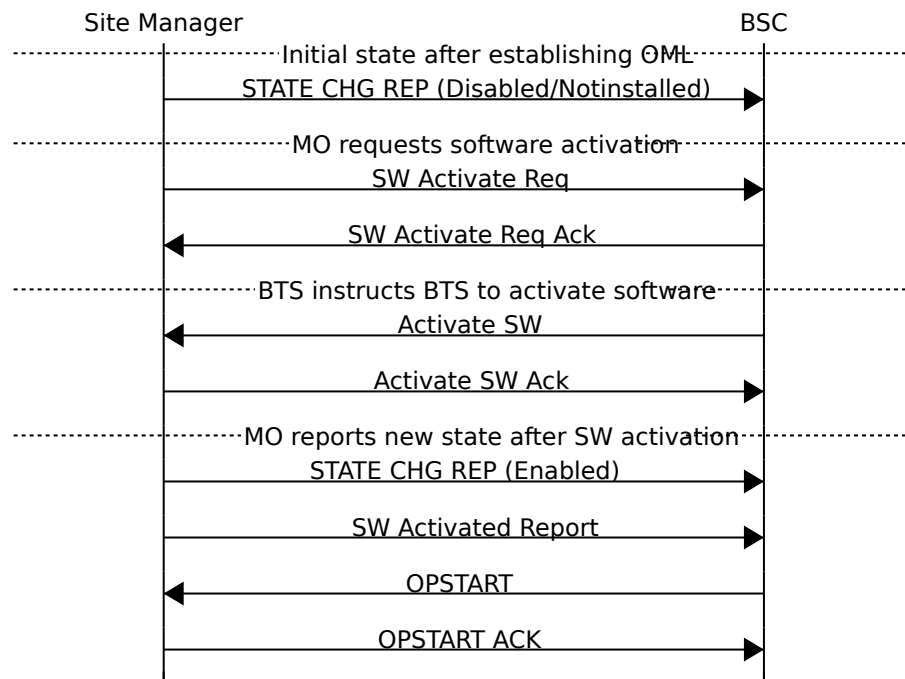 Site Manager BSC
Initial state after establishing OML
STATE CHG REP (Disabled/Notinstalled)
MO requests software activation
SW Activate Req
SW Activate Req Ack
BTS instructs BTS to activate software
Activate SW
Activate SW Ack
MO reports new state after SW activation
STATE CHG REP (Enabled)
SW Activated Report
OPSTART
OPSTART ACK